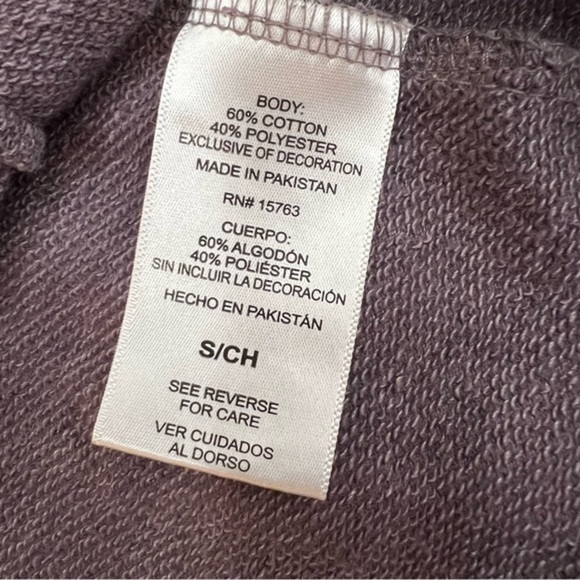 BODY:
60% COTTON
40% POLYESTER
EXCLUSIVE OF DECORATION
MADE IN PAKISTAN
RN# 15763
CUERPO:
60% ALGODÓN
40% POLIÉSTER
SIN INCLUIR LA DECORACIÓN
HECHO EN PAKISTÁN
S/CH
SEE REVERSE
FOR CARE
VER CUIDADOS
AL DORSO